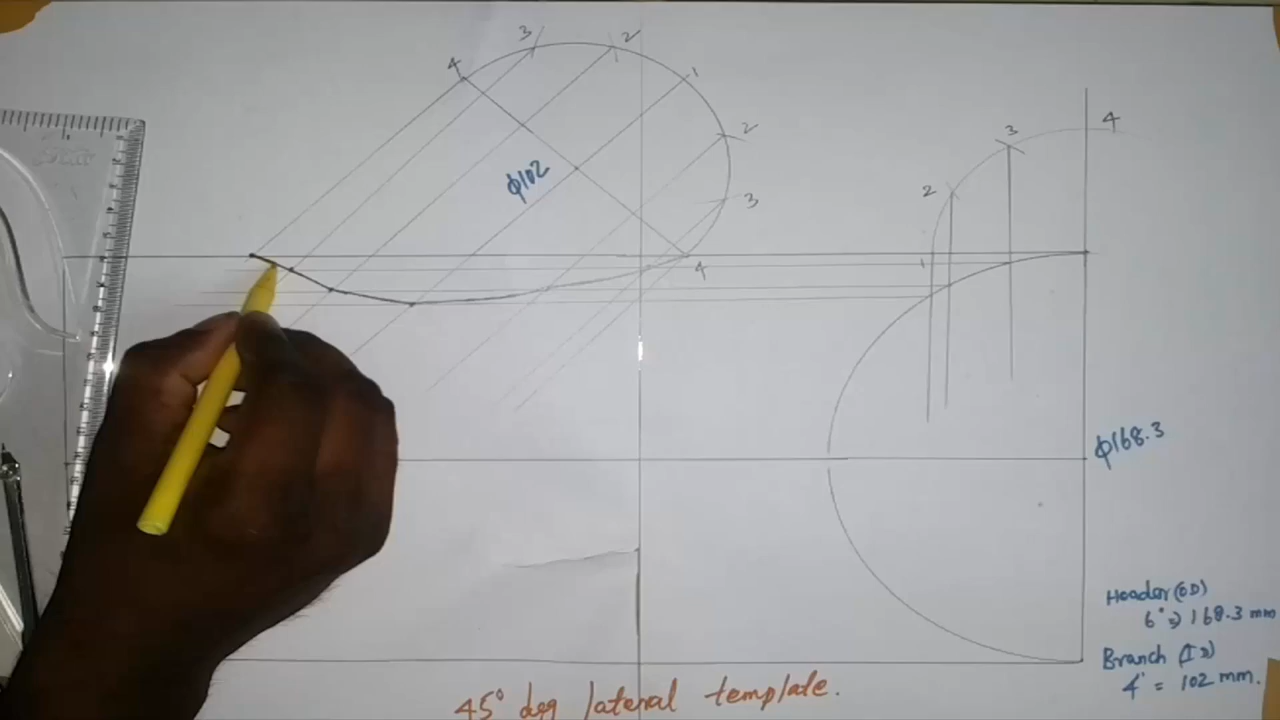 3
2
4
1
2
ϕ102
3
4
3
4
2
1
ϕ168.3
Header (OD)
6" ⇒ 168.3 mm
Branch (ID)
4" = 102 mm.
45° deg lateral template.